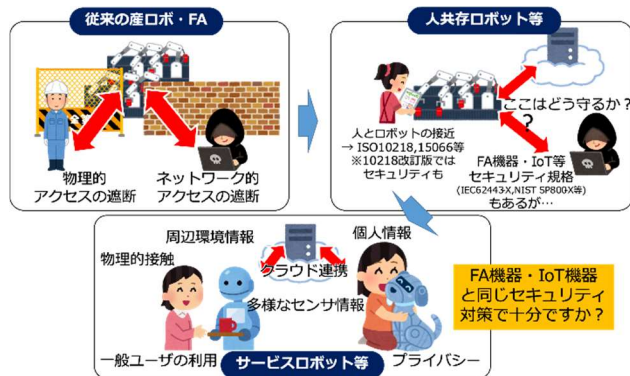 従来の産ロボ・FA
物理的
アクセスの遮断
ネットワーク的
アクセスの遮断
人共存ロボット等
ここはどう守るか？
？
人とロボットの接近
→ ISO10218,15066等
※10218改訂版では
セキュリティも
FA機器・IoT等
セキュリティ規格
(IEC62443-X,NIST SP800-X等)
もあるが…
周辺環境情報
個人情報
物理的接触
クラウド連携
多様なセンサ情報
一般ユーザの利用
サービスロボット等
プライバシー
FA機器・IoT機器
と同じセキュリティ
対策で十分ですか？